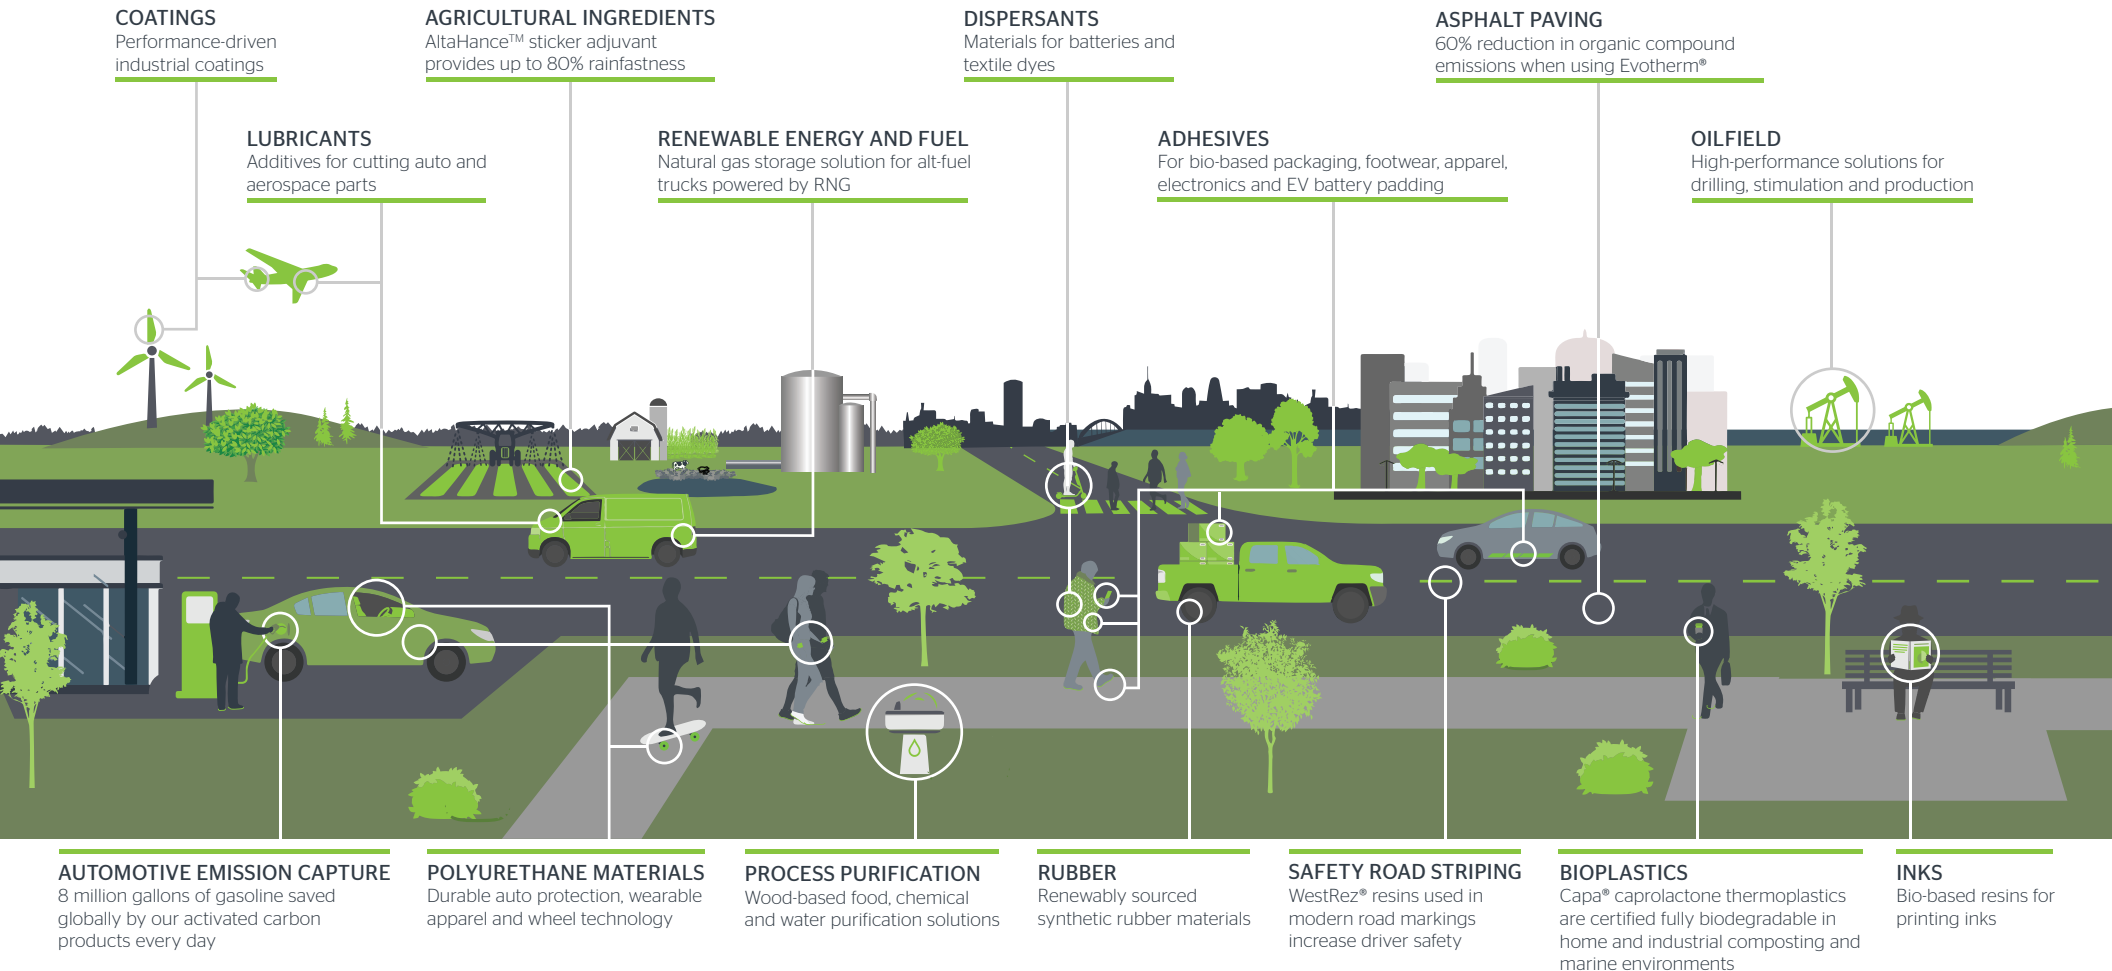 COATINGS
Performance-driven
industrial coatings
AGRICULTURAL INGREDIENTS
AltaHance™ sticker adjuvant
provides up to 80% rainfastness
DISPERSANTS
Materials for batteries and
textile dyes
ASPHALT PAVING
60% reduction in organic compound
emissions when using Evotherm®
LUBRICANTS
Additives for cutting auto and
aerospace parts
RENEWABLE ENERGY AND FUEL
Natural gas storage solution for alt-fuel
trucks powered by RNG
ADHESIVES
For bio-based packaging, footwear, apparel,
electronics and EV battery padding
OILFIELD
High-performance solutions for
drilling, stimulation and production
AUTOMOTIVE EMISSION CAPTURE
8 million gallons of gasoline saved
globally by our activated carbon
products every day
POLYURETHANE MATERIALS
Durable auto protection, wearable
apparel and wheel technology
PROCESS PURIFICATION
Wood-based food, chemical
and water purification solutions
RUBBER
Renewably sourced
synthetic rubber materials
SAFETY ROAD STRIPING
WestRez® resins used in
modern road markings
increase driver safety
BIOPLASTICS
Capa® caprolactone thermoplastics
are certified fully biodegradable in
home and industrial composting and
marine environments
INKS
Bio-based resins for
printing inks